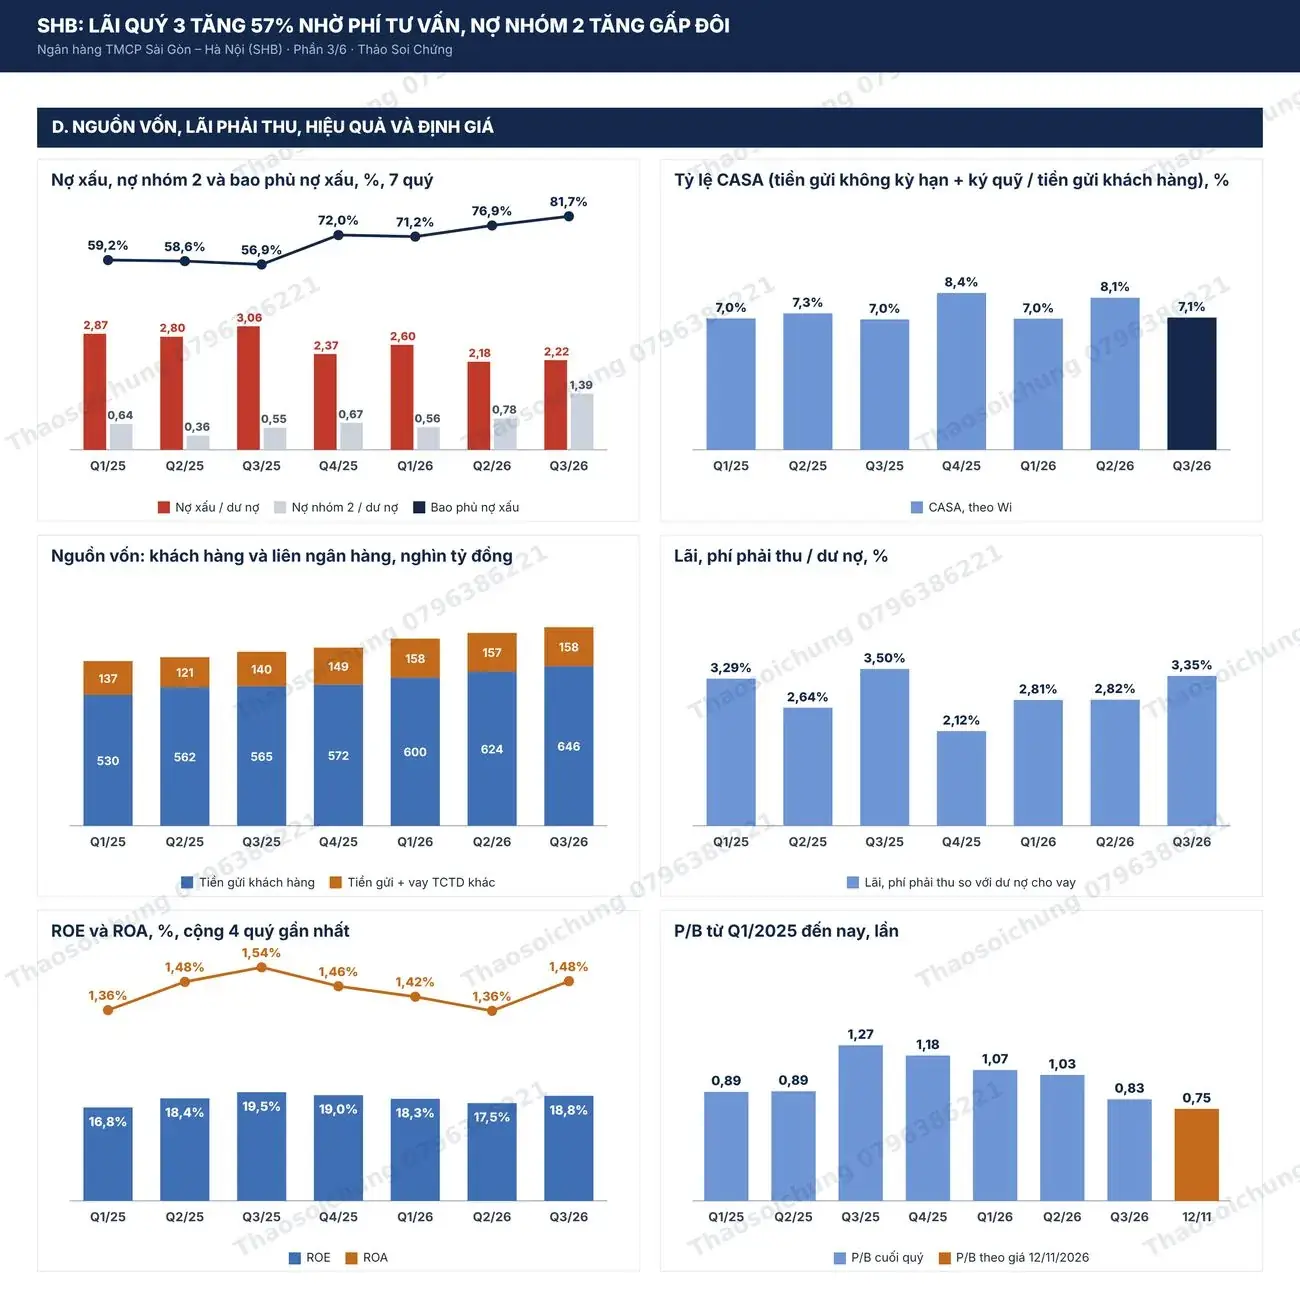 SHB: LÃI QUÝ 3 TĂNG 57% NHỜ PHÍ TƯ VẤN, NỢ NHÓM 2 TĂNG GẤP ĐÔI
Ngân hàng TMCP Sài Gòn – Hà Nội (SHB) · Phần 3/6 · Thảo Soi Chứng
D. NGUỒN VỐN, LÃI PHẢI THU, HIỆU QUẢ VÀ ĐỊNH GIÁ
Nợ xấu, nợ nhóm 2 và bao phủ nợ xấu, %, 7 quý
59,2% 58,6% 56,9% 72,0% 71,2% 76,9% 81,7%
2,87 2,80 3,06 2,37 2,60 2,18 2,22
0,64 0,36 0,55 0,67 0,56 0,78 1,39
Q1/25 Q2/25 Q3/25 Q4/25 Q1/26 Q2/26 Q3/26
Nợ xấu / dư nợ Nợ nhóm 2 / dư nợ Bao phủ nợ xấu
Tỷ lệ CASA (tiền gửi không kỳ hạn + ký quỹ / tiền gửi khách hàng), %
7,0% 7,3% 7,0% 8,4% 7,0% 8,1% 7,1%
Q1/25 Q2/25 Q3/25 Q4/25 Q1/26 Q2/26 Q3/26
CASA, theo Wi
Nguồn vốn: khách hàng và liên ngân hàng, nghìn tỷ đồng
137 121 140 149 158 157 158
530 562 565 572 600 624 646
Q1/25 Q2/25 Q3/25 Q4/25 Q1/26 Q2/26 Q3/26
Tiền gửi khách hàng Tiền gửi + vay TCTD khác
Lãi, phí phải thu / dư nợ, %
3,29% 2,64% 3,50% 2,12% 2,81% 2,82% 3,35%
Q1/25 Q2/25 Q3/25 Q4/25 Q1/26 Q2/26 Q3/26
Lãi, phí phải thu so với dư nợ cho vay
ROE và ROA, %, cộng 4 quý gần nhất
1,36% 1,48% 1,54% 1,46% 1,42% 1,36% 1,48%
16,8% 18,4% 19,5% 19,0% 18,3% 17,5% 18,8%
Q1/25 Q2/25 Q3/25 Q4/25 Q1/26 Q2/26 Q3/26
ROE ROA
P/B từ Q1/2025 đến nay, lần
0,89 0,89 1,27 1,18 1,07 1,03 0,83 0,75
Q1/25 Q2/25 Q3/25 Q4/25 Q1/26 Q2/26 Q3/26 12/11
P/B cuối quý P/B theo giá 12/11/2026
Thaosoichung 0796386221